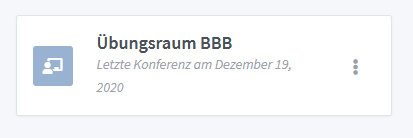 Übungsraum BBB
Letzte Konferenz am Dezember 19,
2020